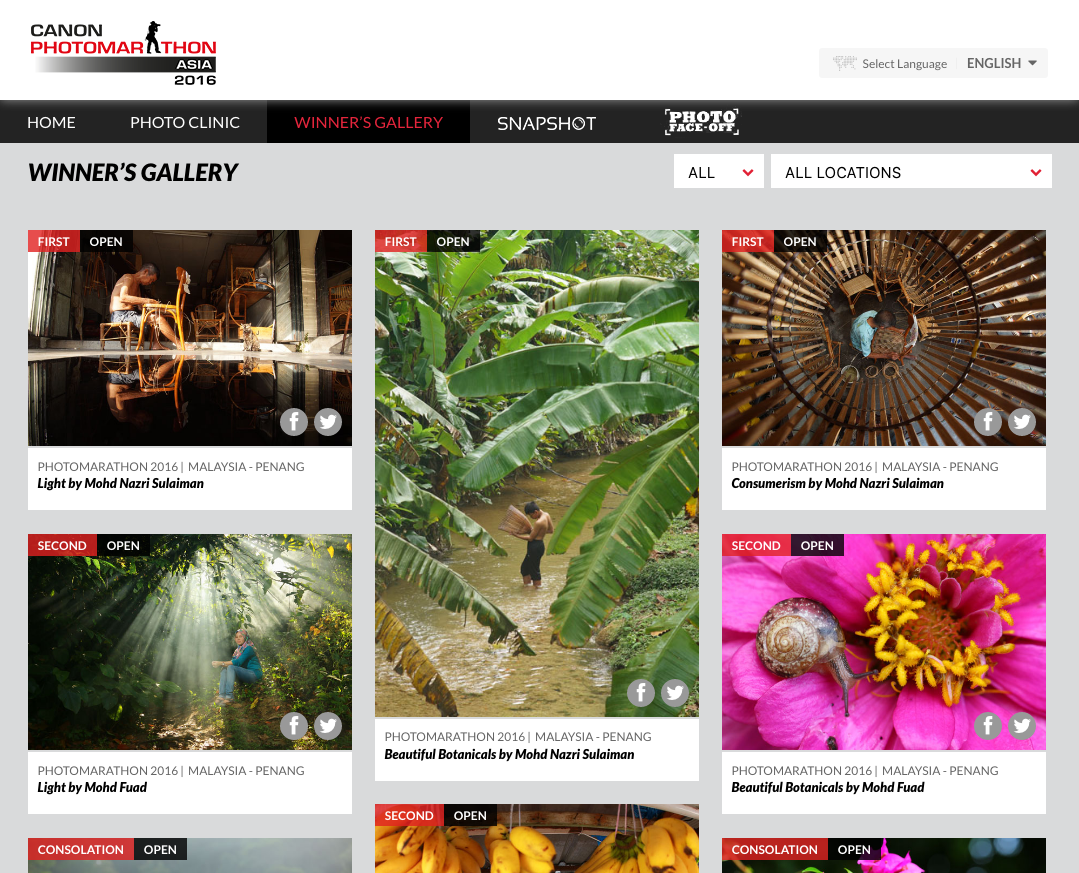 CANON
PHOTOMARATHON
ASIA
2016
Select Language
ENGLISH
HOME
PHOTO CLINIC
WINNER’S GALLERY
SNAPSHOT
PHOTO
FACE-OFF
WINNER’S GALLERY
ALL
ALL LOCATIONS
FIRST OPEN
PHOTOMARATHON 2016 | MALAYSIA - PENANG
Light by Mohd Nazri Sulaiman
FIRST OPEN
PHOTOMARATHON 2016 | MALAYSIA - PENANG
Beautiful Botanicals by Mohd Nazri Sulaiman
FIRST OPEN
PHOTOMARATHON 2016 | MALAYSIA - PENANG
Consumerism by Mohd Nazri Sulaiman
SECOND OPEN
PHOTOMARATHON 2016 | MALAYSIA - PENANG
Light by Mohd Fuad
SECOND OPEN
PHOTOMARATHON 2016 | MALAYSIA - PENANG
Beautiful Botanicals by Mohd Fuad
SECOND OPEN
CONSOLATION OPEN
CONSOLATION OPEN